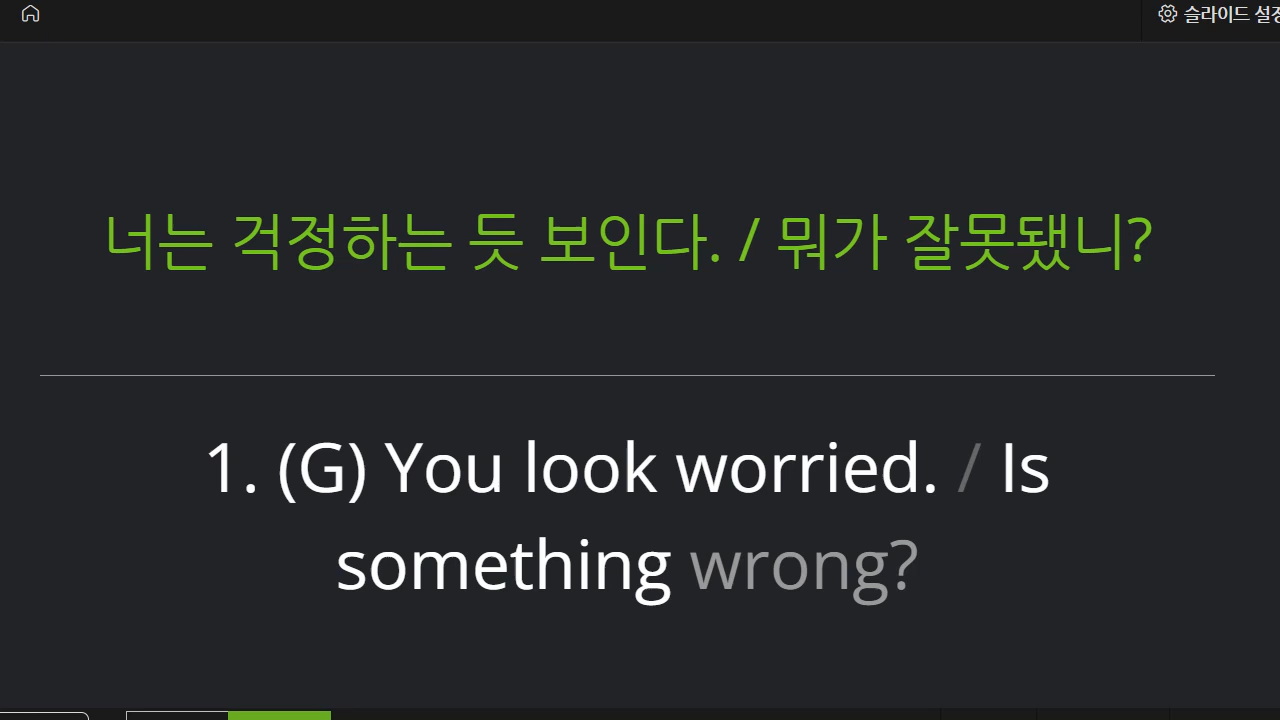 슬라이드 설정
너는 걱정하는 듯 보인다. / 뭐가 잘못됐니?
1. (G) You look worried. / Is
something wrong?